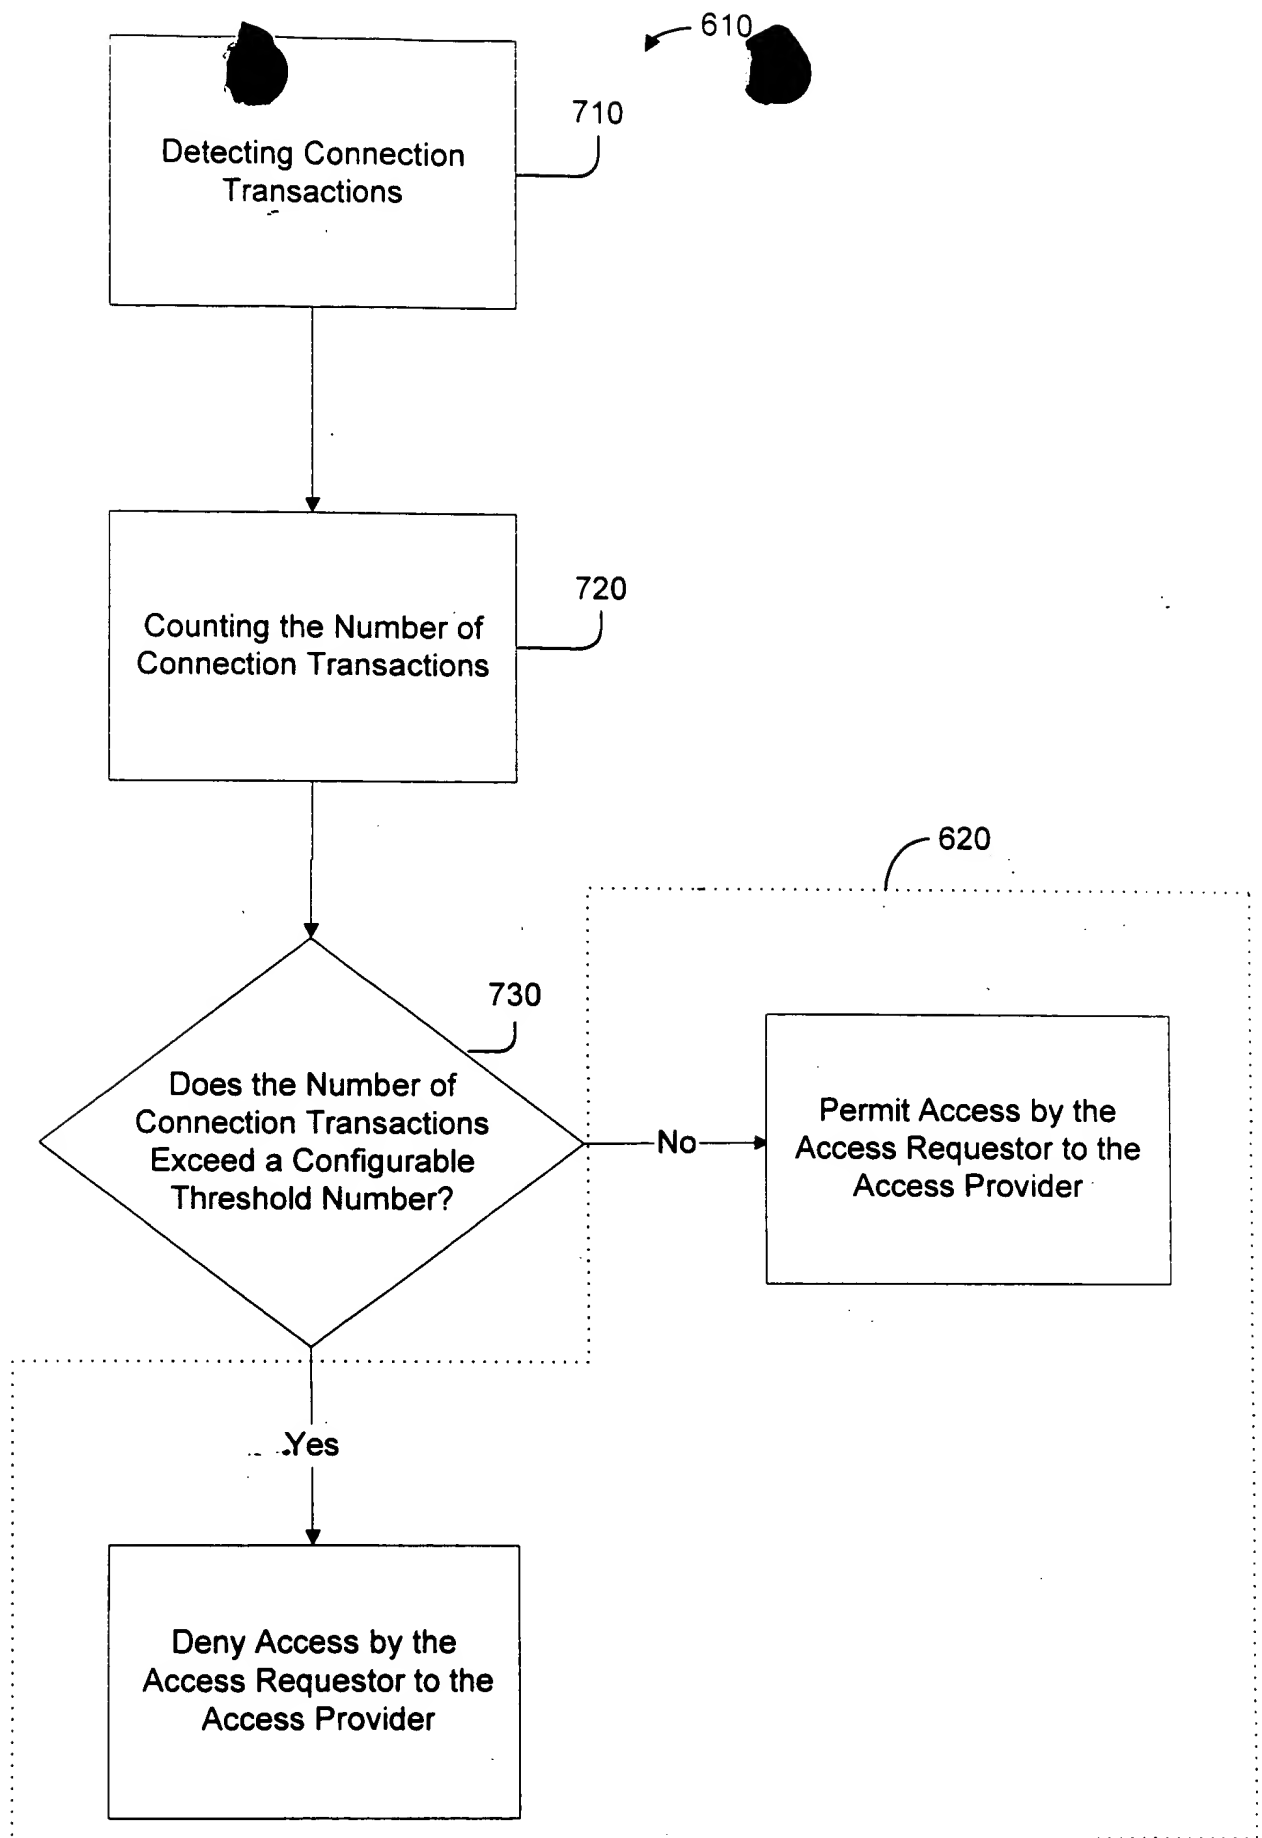 610
710
Detecting Connection
Transactions
720
Counting the Number of
Connection Transactions
620
730
Does the Number of
Connection Transactions
Exceed a Configurable
Threshold Number?
No
Permit Access by the
Access Requestor to the
Access Provider
Yes
Deny Access by the
Access Requestor to the
Access Provider